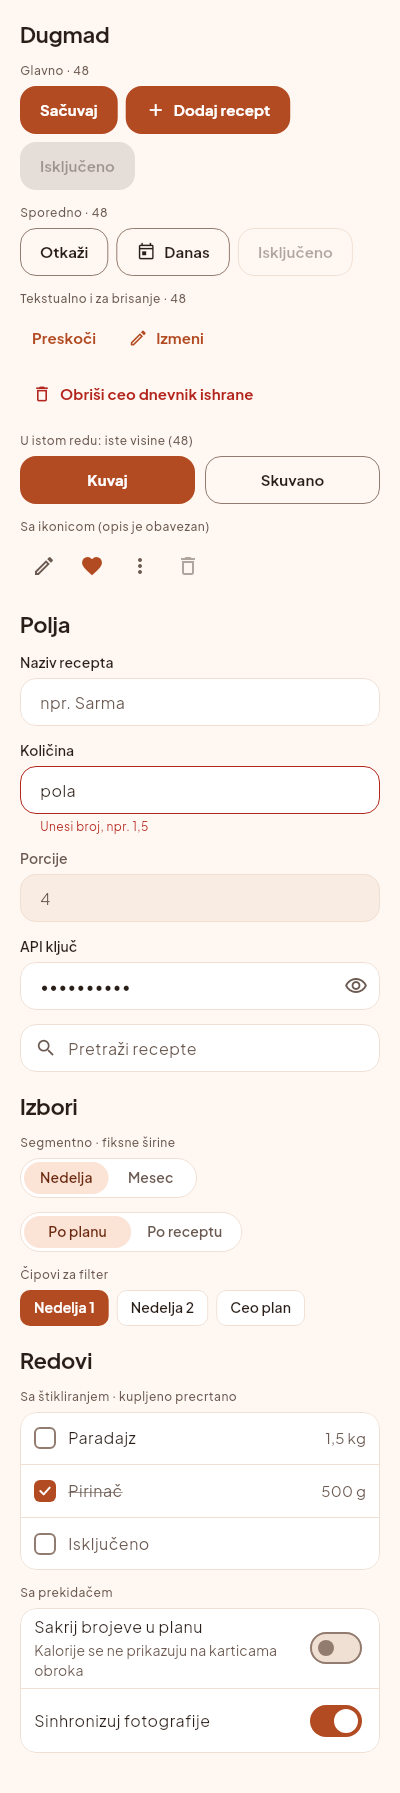 Dugmad
Glavno · 48
Sačuvaj
Dodaj recept
Isključeno
Sporedno · 48
Otkaži
Danas
Isključeno
Tekstualno i za brisanje · 48
Preskoči
Izmeni
Obriši ceo dnevnik ishrane
U istom redu: iste visine (48)
Kuvaj
Skuvano
Sa ikonicom (opis je obavezan)
Polja
Naziv recepta
npr. Sarma
Količina
pola
Unesi broj, npr. 1,5
Porcije
4
API ključ
••••••••••
Pretraži recepte
Izbori
Segmentno · fiksne širine
Nedelja
Mesec
Po planu
Po receptu
Čipovi za filter
Nedelja 1
Nedelja 2
Ceo plan
Redovi
Sa štikliranjem · kupljeno precrtano
Paradajz
1,5 kg
Pirinač
500 g
Isključeno
Sa prekidačem
Sakrij brojeve u planu
Kalorije se ne prikazuju na karticama
obroka
Sinhronizuj fotografije